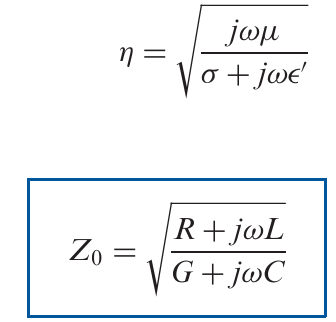 η = √(jωμ / (σ + jωϵ′))
Z₀ = √((R + jωL) / (G + jωC))